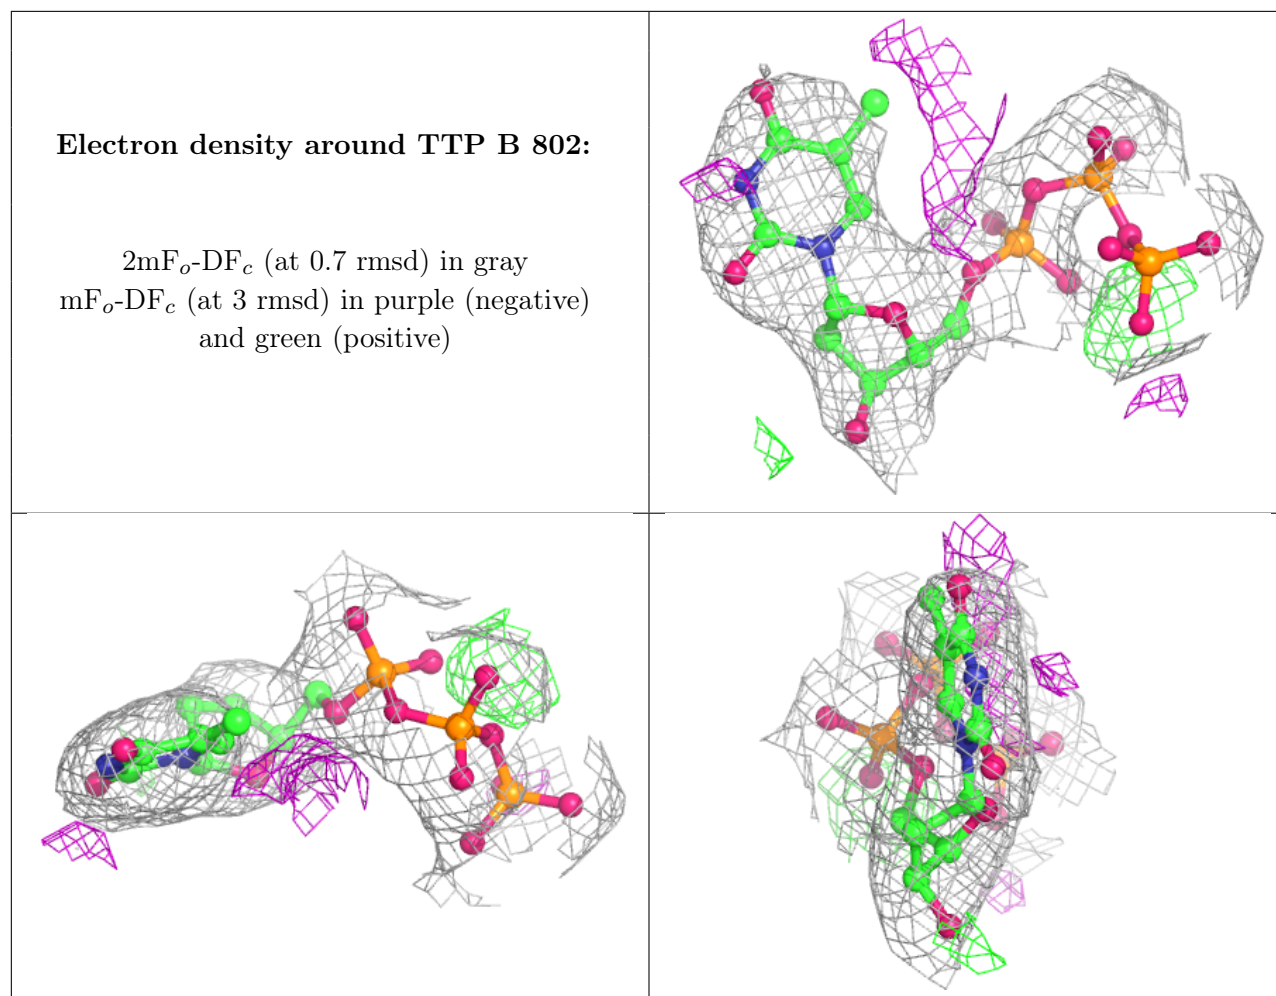 Electron density around TTP B 802:
2mFo-DFc (at 0.7 rmsd) in gray
mFo-DFc (at 3 rmsd) in purple (negative)
and green (positive)